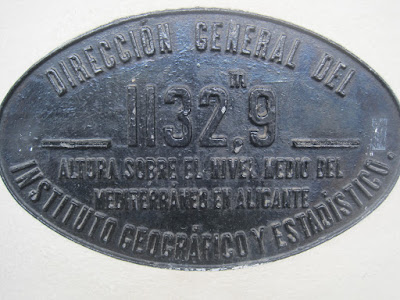 DIRECCIÓN GENERAL DEL
1132,9 m
ALTURA SOBRE EL NIVEL MEDIO DEL
MEDITERRÁNEO EN ALICANTE
INSTITUTO GEOGRÁFICO Y ESTADÍSTICO.